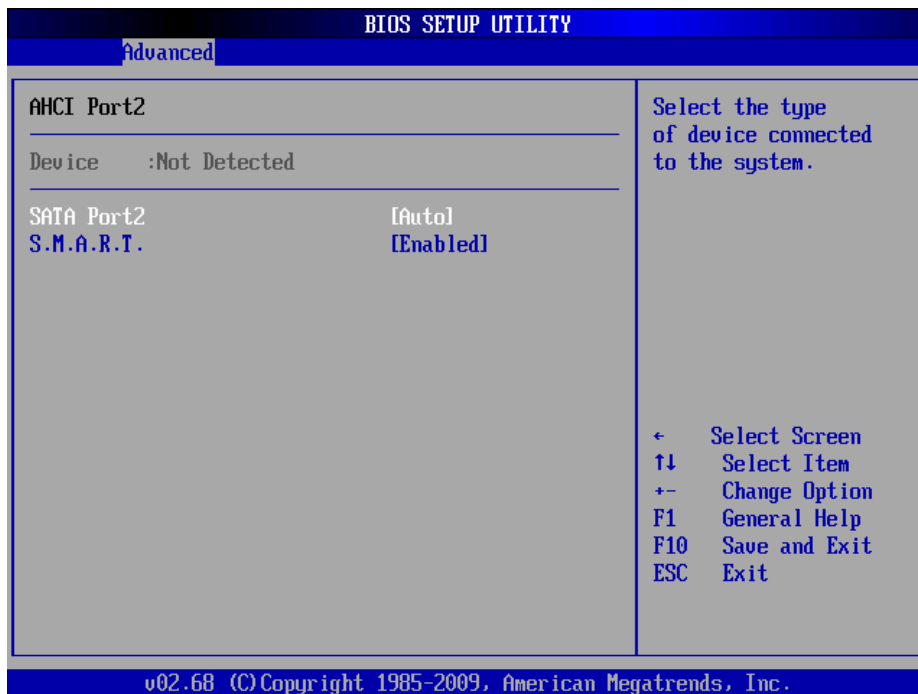 BIOS SETUP UTILITY
Advanced
AHCI Port2
Device :Not Detected
SATA Port2 [Auto]
S.M.A.R.T. [Enabled]
Select the type
of device connected
to the system.
← Select Screen
↑↓ Select Item
+- Change Option
F1 General Help
F10 Save and Exit
ESC Exit
v02.68 (C)Copyright 1985-2009, American Megatrends, Inc.